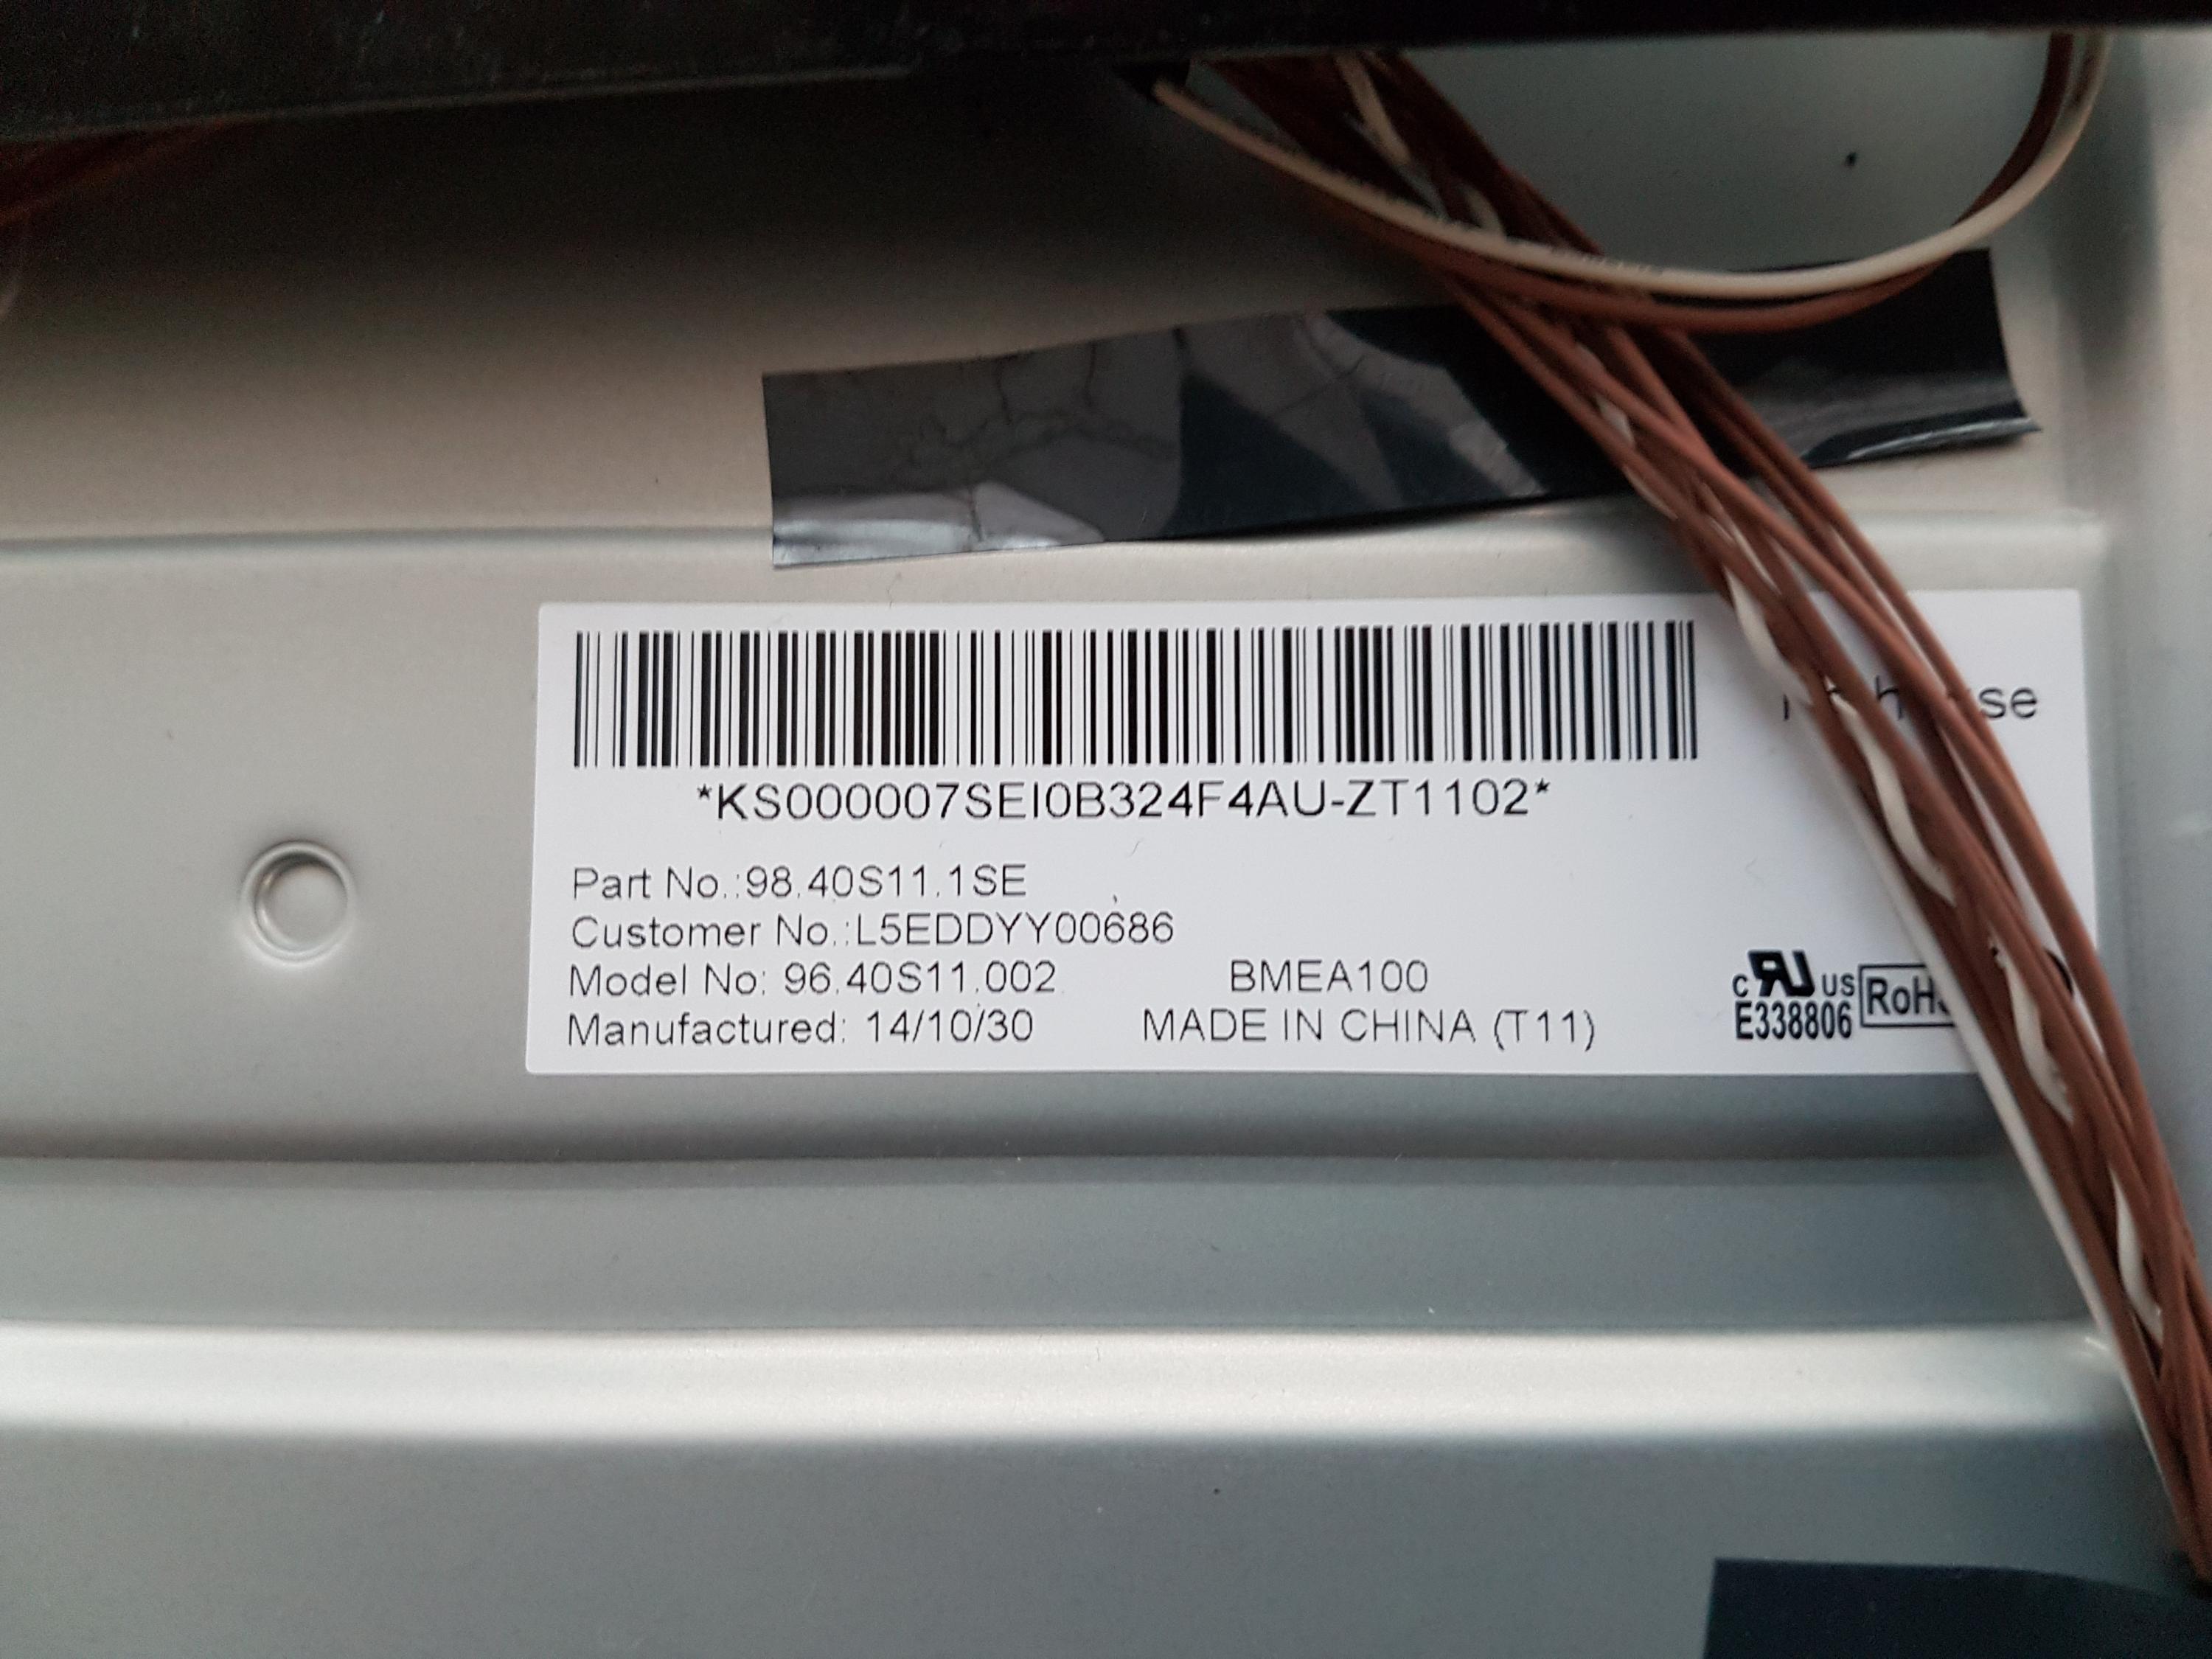 *KS000007SEI0B324F4AU-ZT1102*
Part No.:98.40S11.1SE
Customer No.:L5EDDYY00686
Model No: 96.40S11.002 BMEA100
Manufactured: 14/10/30 MADE IN CHINA (T11)
c US
E338806